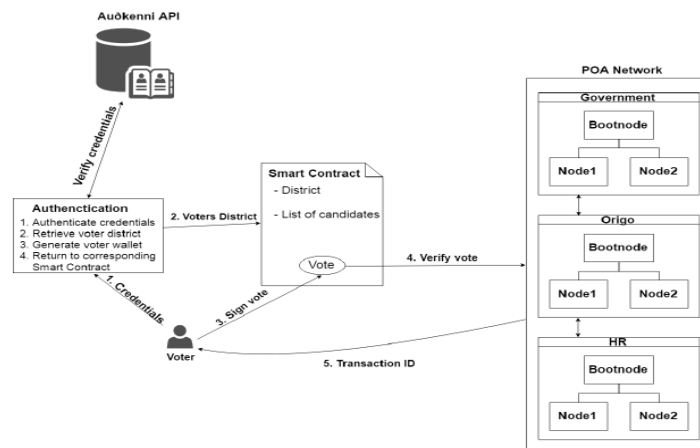 Auðkenni API
Verify credentials
Authenctication
1. Authenticate credentials
2. Retrieve voter district
3. Generate voter wallet
4. Return to corresponding
Smart Contract
2. Voters District
Smart Contract
- District
- List of candidates
Vote
1. Credentials
3. Sign vote
Voter
4. Verify vote
5. Transaction ID
POA Network
Government
Bootnode
Node1 Node2
Origo
Bootnode
Node1 Node2
HR
Bootnode
Node1 Node2